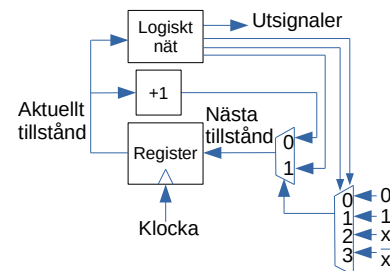 Logiskt
nät
Utsignaler
+1
Aktuellt
tillstånd
Nästa
tillstånd
Register
Klocka
0
1
0
1
2
3
0
1
x
x̅